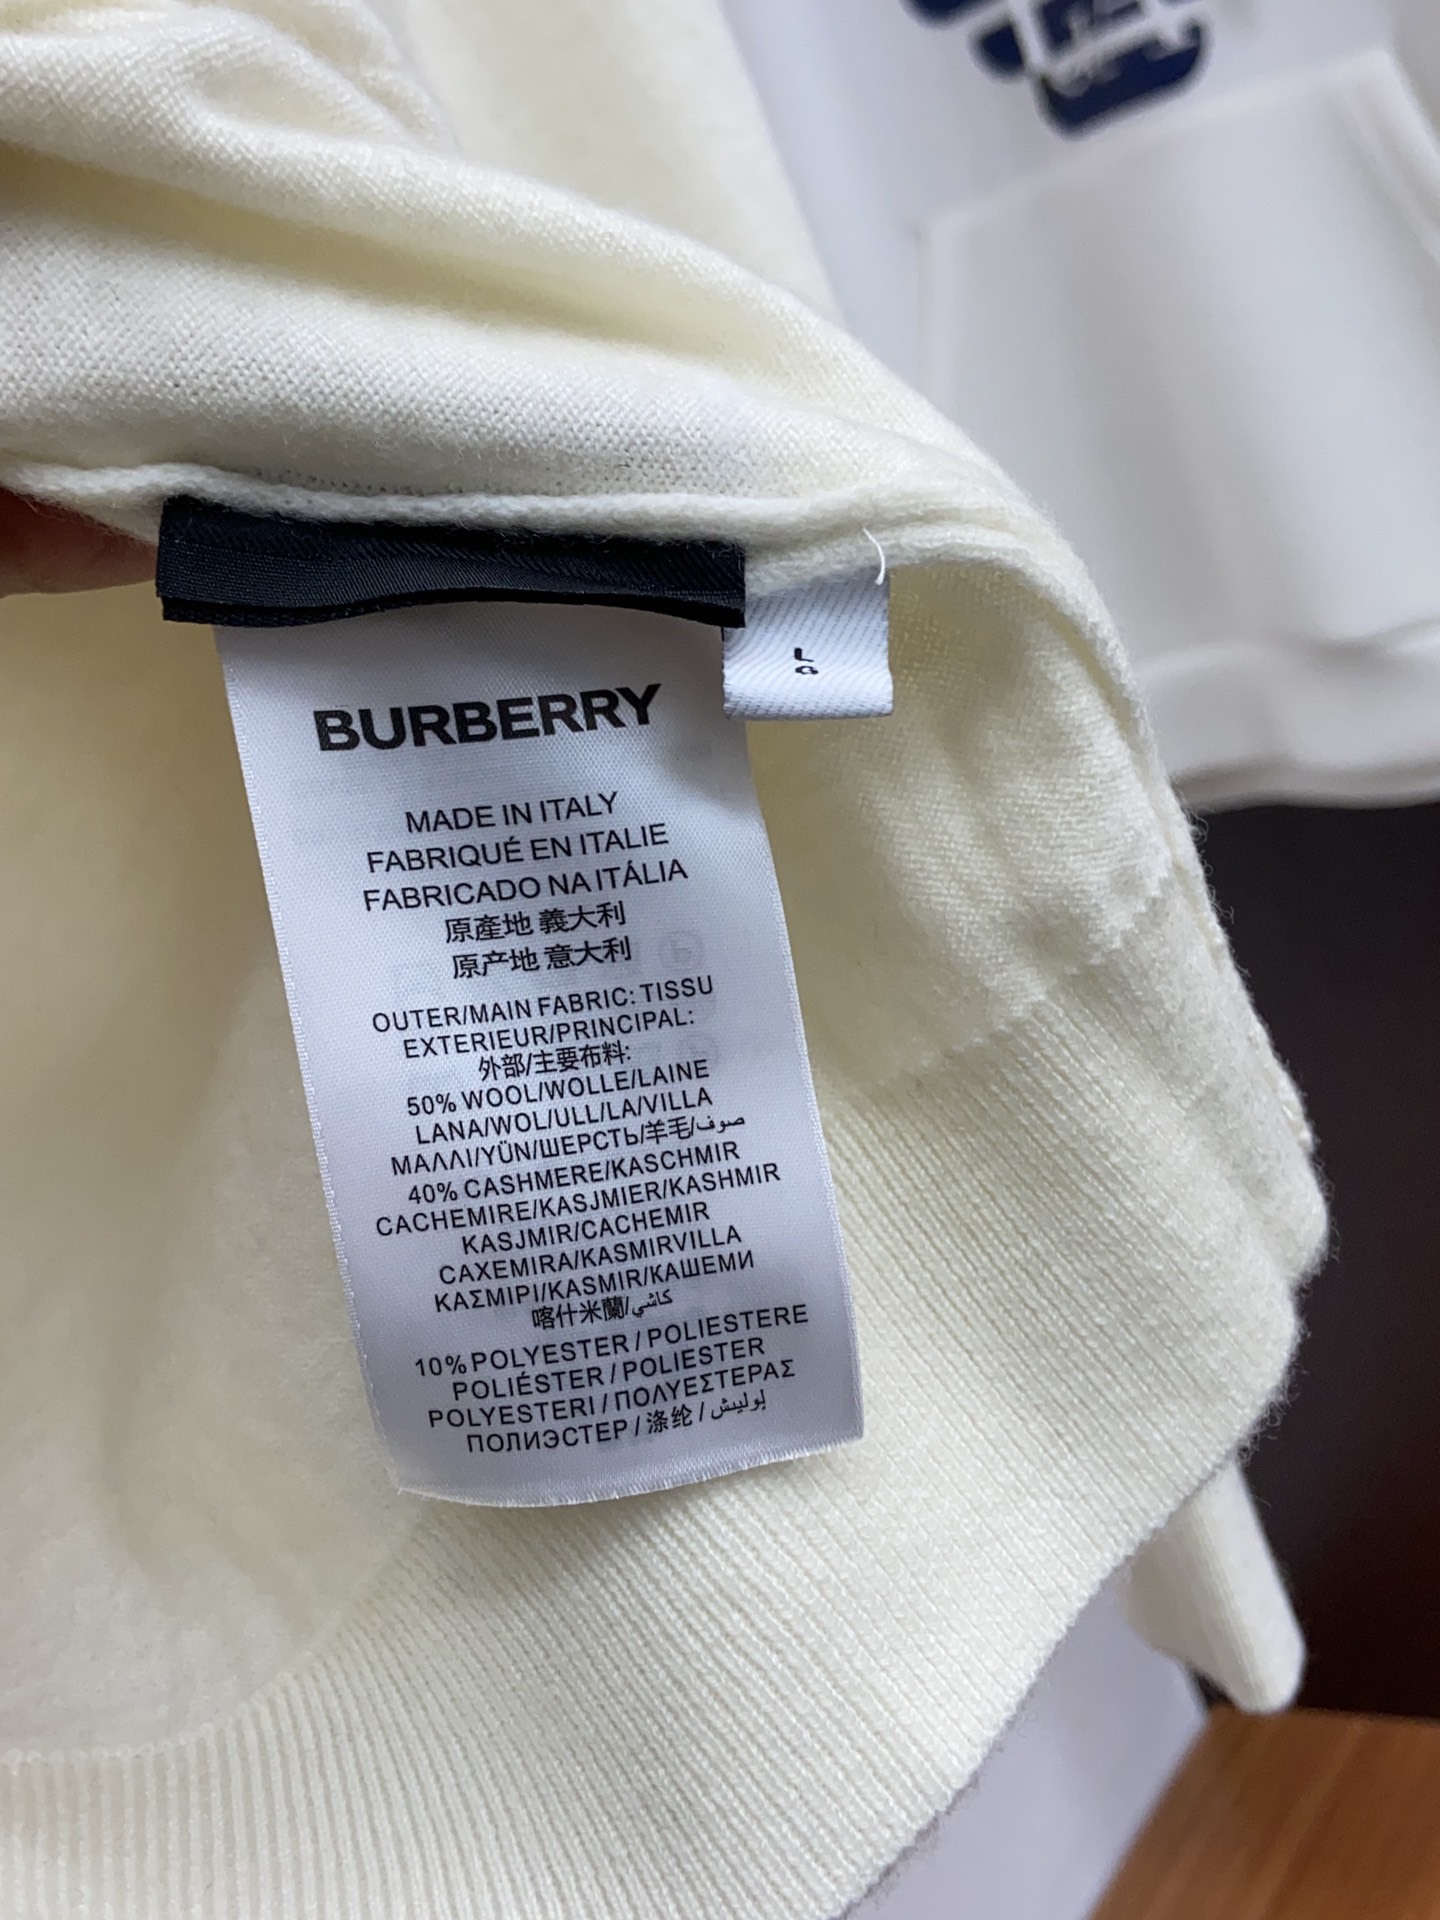 L
G
BURBERRY
MADE IN ITALY
FABRIQUÉ EN ITALIE
FABRICADO NA ITÁLIA
原產地 義大利
原产地 意大利
OUTER/MAIN FABRIC: TISSU
EXTERIEUR/PRINCIPAL:
外部/主要布料:
50% WOOL/WOLLE/LAINE
LANA/WOL/ULL/LA/VILLA
ΜΑΛΛΙ/YÜN/ШЕРСТЬ/羊毛/صوف
40% CASHMERE/KASCHMIR
CACHEMIRE/KASJMIER/KASHMIR
KASJMIR/CACHEMIR
CAXEMIRA/KASMIRVILLA
ΚΑΣΜΙΡΙ/KASMIR/КАШЕМИ
喀什米蘭/كاشي
10% POLYESTER / POLIESTERE
POLIÉSTER / POLIESTER
POLYESTERI / ΠΟΛΥΕΣΤΕΡΑΣ
ПОЛИЭСТЕР / 涤纶 / بوليش